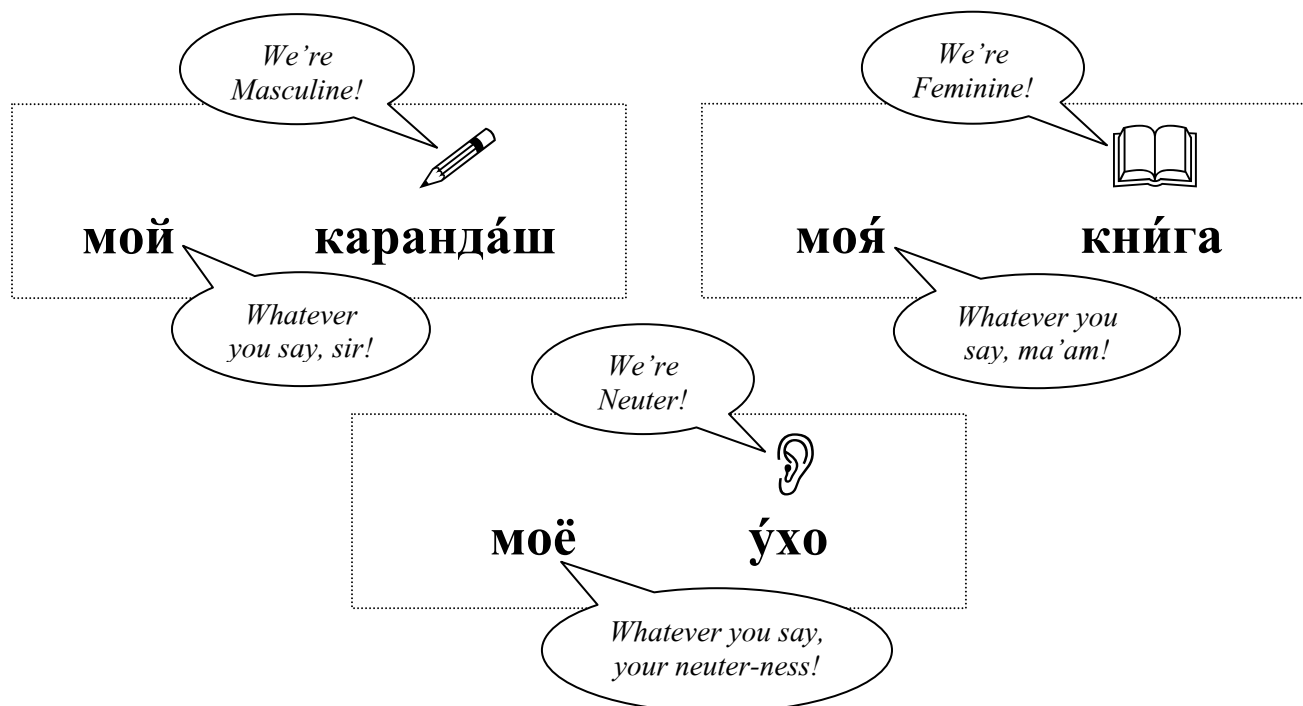 We're
Masculine!
мой каранда́ш
Whatever
you say, sir!
We're
Feminine!
моя́ кни́га
Whatever you
say, ma'am!
We're
Neuter!
моё у́хо
Whatever you say,
your neuter-ness!